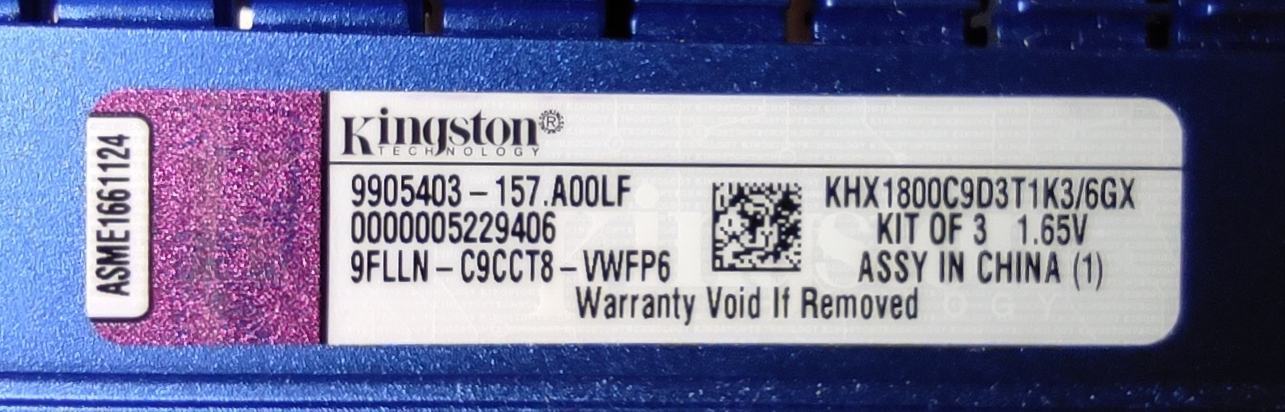 Kingston®
TECHNOLOGY
ASME1661124
9905403-157.A00LF
0000005229406
9FLLN-C9CCT8-VWFP6
KHX1800C9D3T1K3/6GX
KIT OF 3 1.65V
ASSY IN CHINA (1)
Warranty Void If Removed